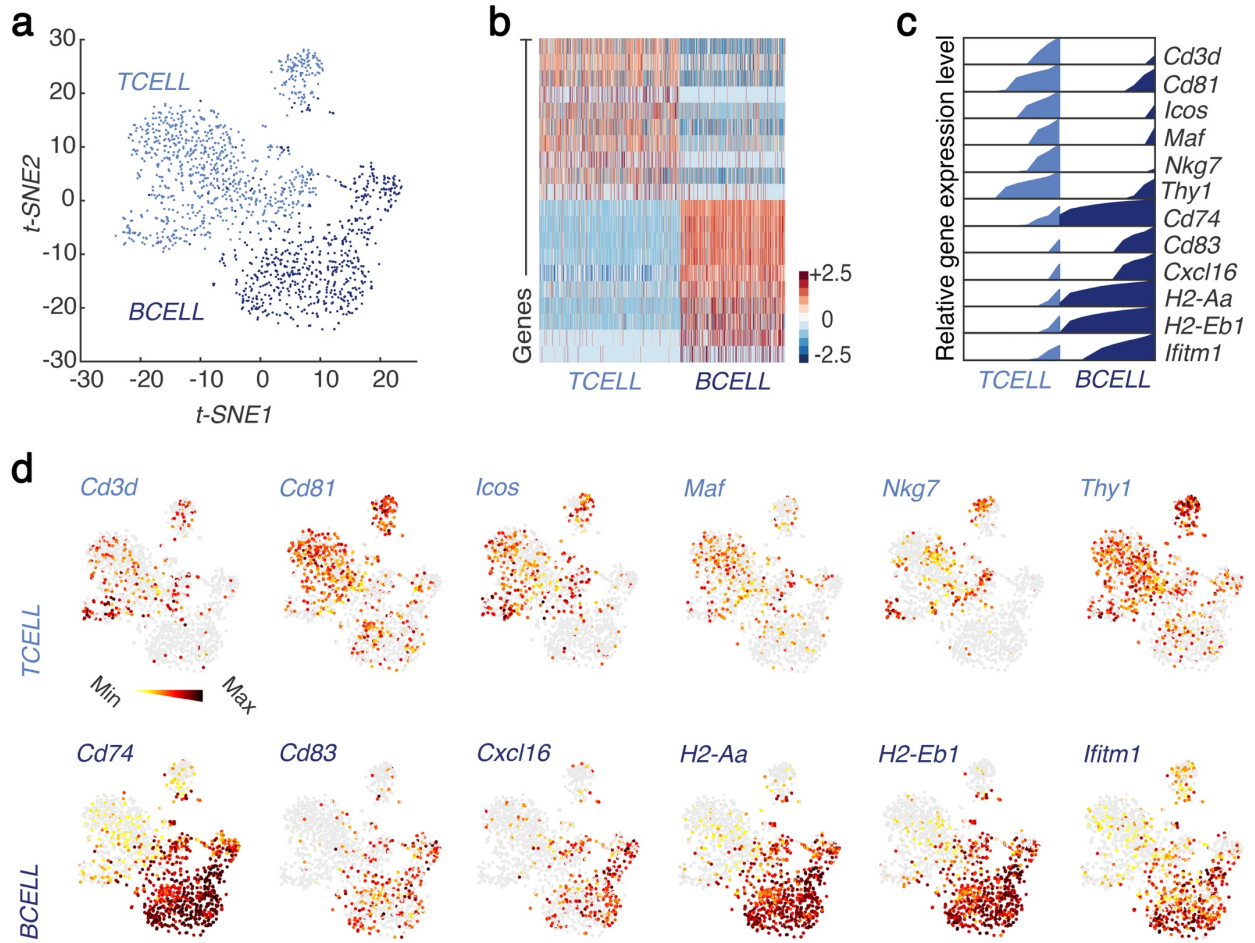 a
30
20
10
0
-10
-20
-30
t-SNE2
TCELL
BCELL
-30 -20 -10 0 10 20
t-SNE1
b
Genes
+2.5
0
-2.5
TCELL BCELL
c
Relative gene expression level
Cd3d
Cd81
Icos
Maf
Nkg7
Thy1
Cd74
Cd83
Cxcl16
H2-Aa
H2-Eb1
Ifitm1
TCELL BCELL
d
Cd3d Cd81 Icos Maf Nkg7 Thy1
TCELL
Min Max
Cd74 Cd83 Cxcl16 H2-Aa H2-Eb1 Ifitm1
BCELL